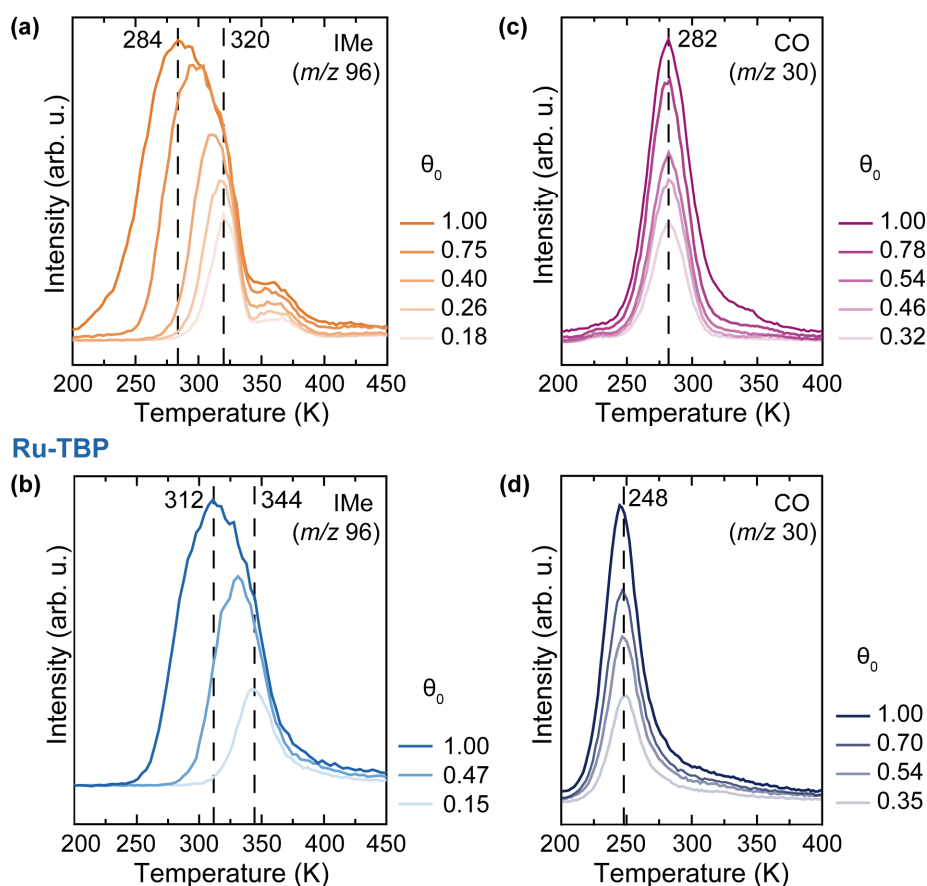 (a)
284
320
IMe
(m/z 96)
Intensity (arb. u.)
θ0
1.00
0.75
0.40
0.26
0.18
200 250 300 350 400 450
Temperature (K)
(c)
282
CO
(m/z 30)
Intensity (arb. u.)
θ0
1.00
0.78
0.54
0.46
0.32
200 250 300 350 400
Temperature (K)
Ru-TBP
(b)
312
344
IMe
(m/z 96)
Intensity (arb. u.)
θ0
1.00
0.47
0.15
200 250 300 350 400 450
Temperature (K)
(d)
248
CO
(m/z 30)
Intensity (arb. u.)
θ0
1.00
0.70
0.54
0.35
200 250 300 350 400
Temperature (K)